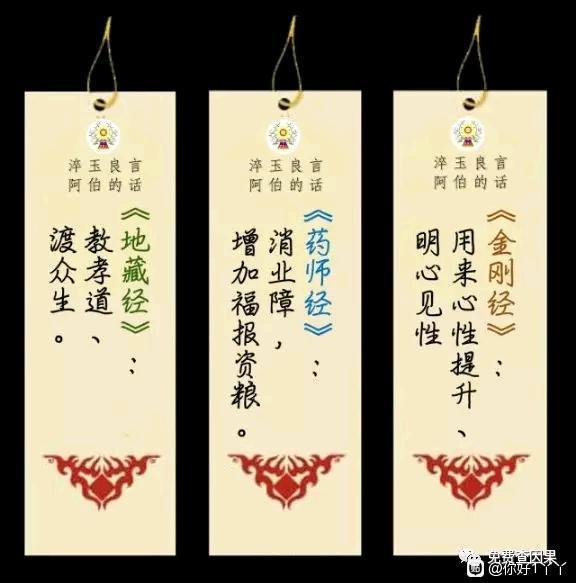 淬玉良言
阿伯的话
《地藏经》：
教孝道、
渡众生。
淬玉良言
阿伯的话
《药师经》：
消业障，
增加福报资粮。
淬玉良言
阿伯的话
《金刚经》：
用来心性提升、
明心见性
免费查因果
@你好丫丫